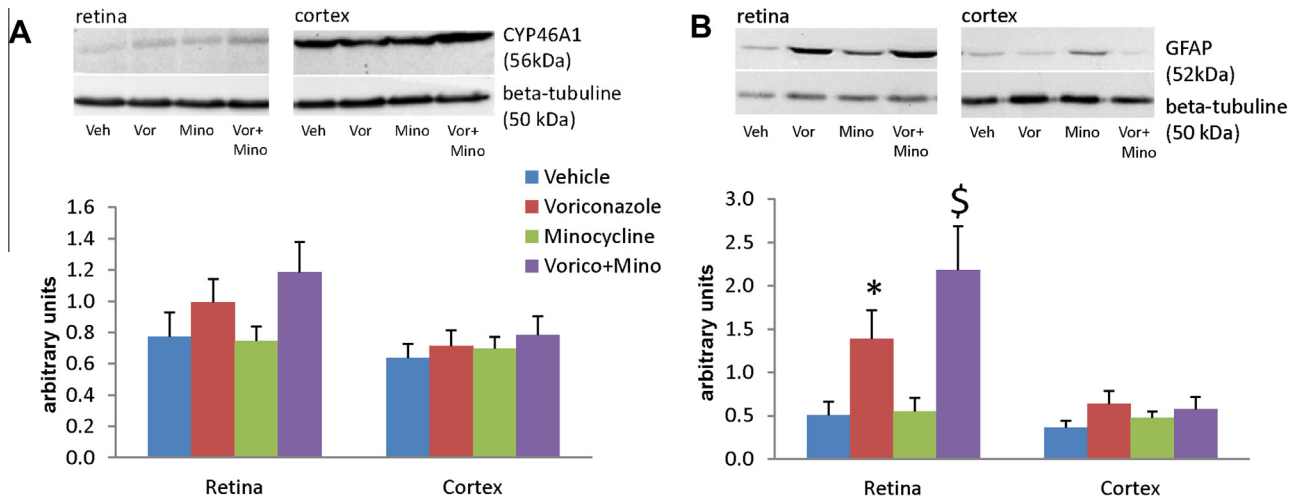 A
retina
cortex
CYP46A1
(56kDa)
beta-tubuline
(50 kDa)
Veh Vor Mino Vor+
Mino
Veh Vor Mino Vor+
Mino
Vehicle
Voriconazole
Minocycline
Vorico+Mino
arbitrary units
1.6
1.4
1.2
1.0
0.8
0.6
0.4
0.2
0.0
Retina Cortex
B
retina
cortex
GFAP
(52kDa)
beta-tubuline
(50 kDa)
Veh Vor Mino Vor+
Mino
Veh Vor Mino Vor+
Mino
arbitrary units
3.0
2.5
2.0
1.5
1.0
0.5
0.0
*
$
Retina Cortex